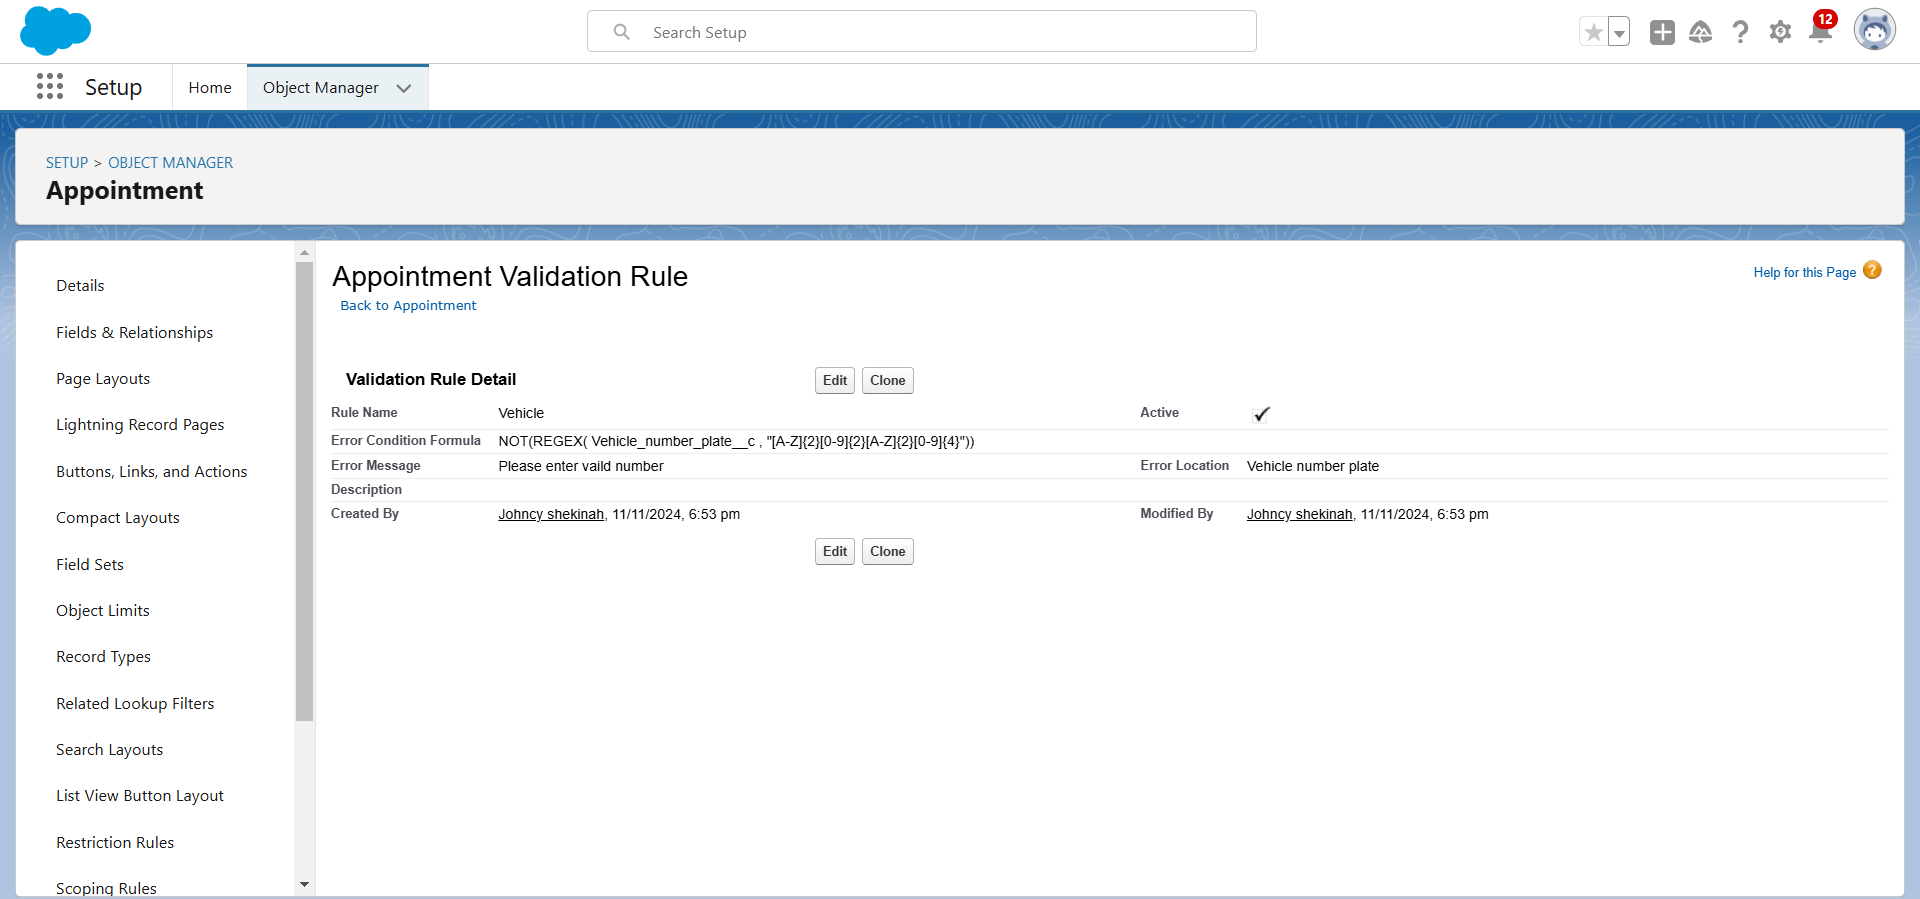 Search Setup
12
Setup
Home
Object Manager
SETUP > OBJECT MANAGER
Appointment
Details
Fields & Relationships
Page Layouts
Lightning Record Pages
Buttons, Links, and Actions
Compact Layouts
Field Sets
Object Limits
Record Types
Related Lookup Filters
Search Layouts
List View Button Layout
Restriction Rules
Scoping Rules
Appointment Validation Rule
Back to Appointment
Help for this Page ?
Validation Rule Detail Edit Clone
Rule Name Vehicle Active
Error Condition Formula NOT(REGEX( Vehicle_number_plate__c , "[A-Z]{2}[0-9]{2}[A-Z]{2}[0-9]{4}"))
Error Message Please enter vaild number Error Location Vehicle number plate
Description
Created By Johncy shekinah, 11/11/2024, 6:53 pm Modified By Johncy shekinah, 11/11/2024, 6:53 pm
Edit Clone